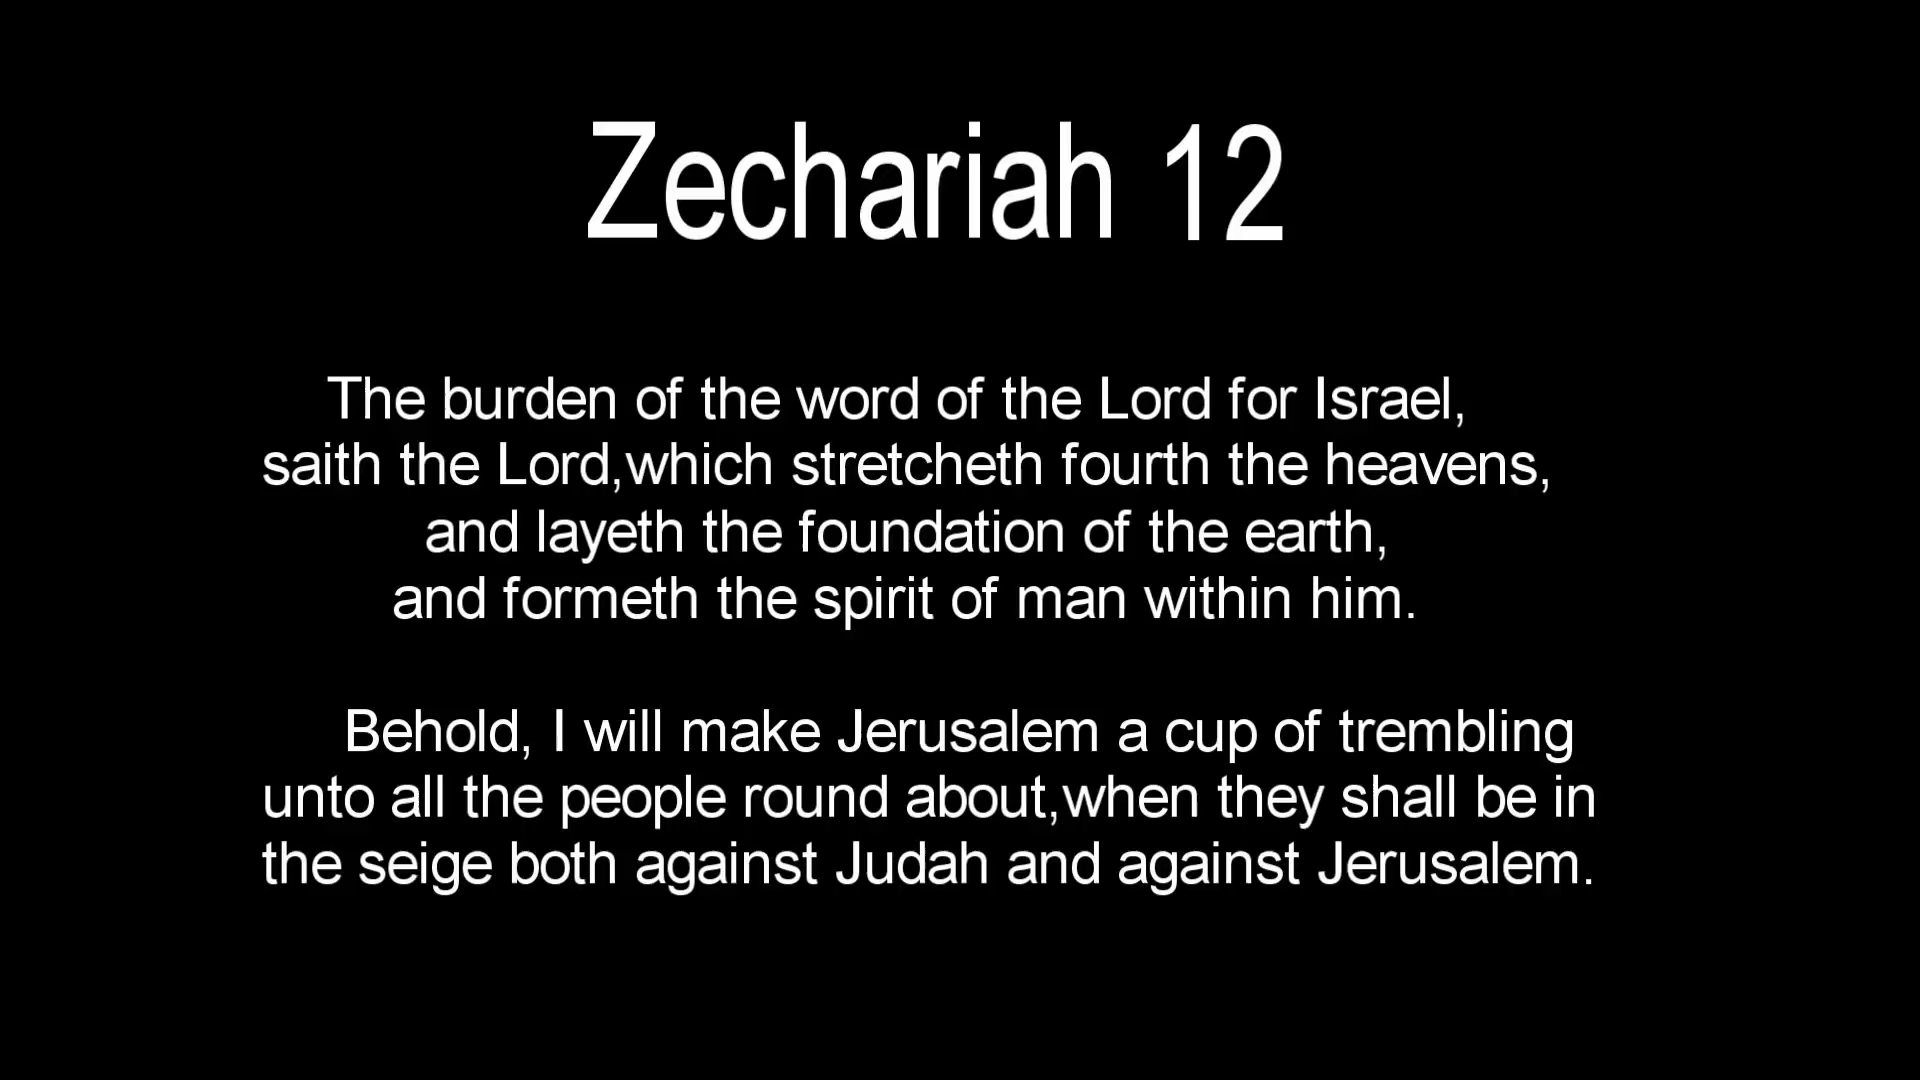 Zechariah 12
The burden of the word of the Lord for Israel,
saith the Lord,which stretcheth fourth the heavens,
and layeth the foundation of the earth,
and formeth the spirit of man within him.
Behold, I will make Jerusalem a cup of trembling
unto all the people round about,when they shall be in
the seige both against Judah and against Jerusalem.